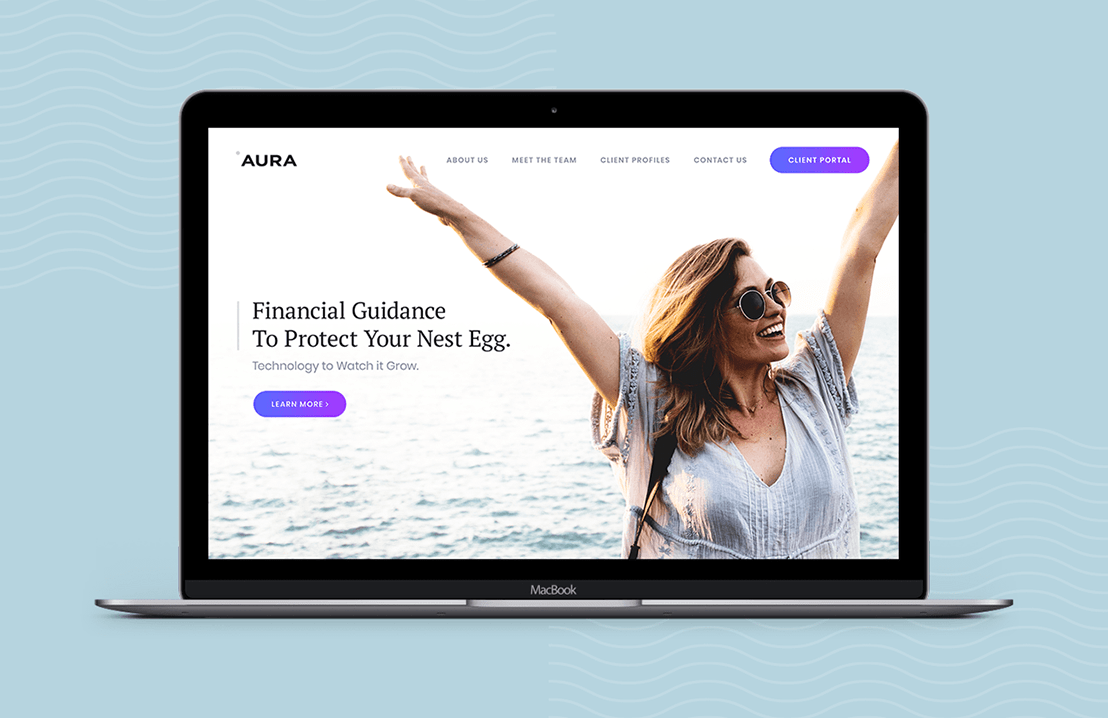 AURA
ABOUT US
MEET THE TEAM
CLIENT PROFILES
CONTACT US
CLIENT PORTAL
Financial Guidance
To Protect Your Nest Egg.
Technology to Watch it Grow.
LEARN MORE ›
MacBook